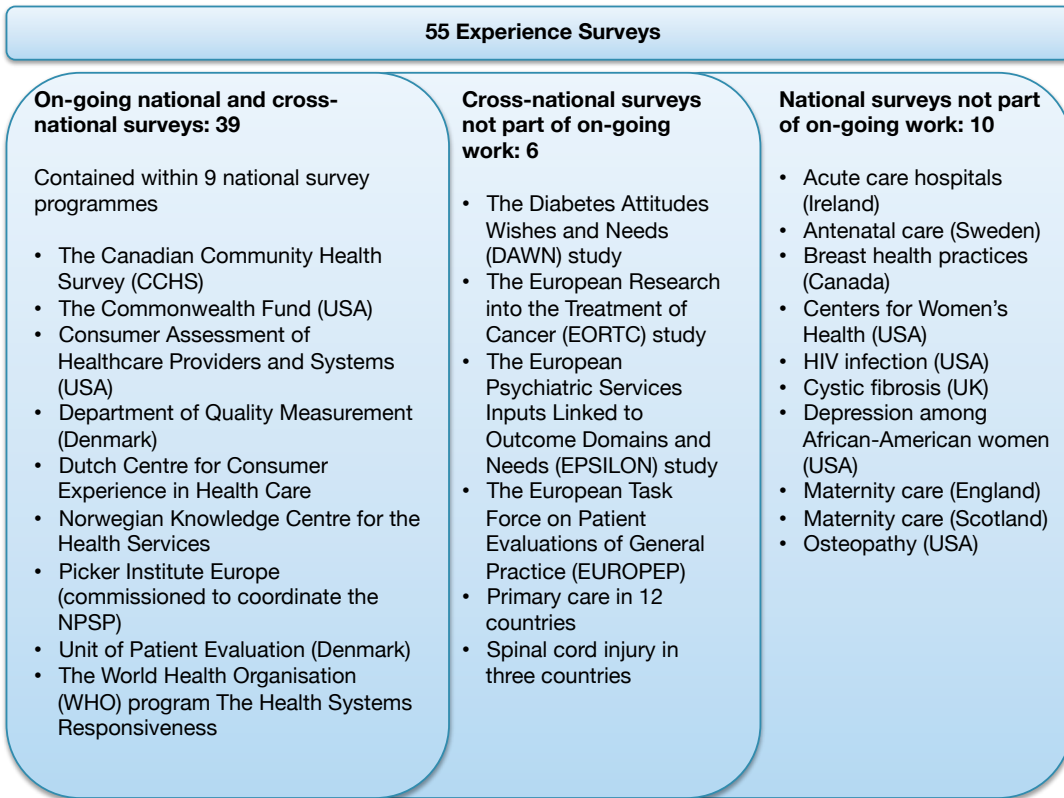 55 Experience Surveys
On-going national and cross-
national surveys: 39
Contained within 9 national survey
programmes
• The Canadian Community Health
Survey (CCHS)
• The Commonwealth Fund (USA)
• Consumer Assessment of
Healthcare Providers and Systems
(USA)
• Department of Quality Measurement
(Denmark)
• Dutch Centre for Consumer
Experience in Health Care
• Norwegian Knowledge Centre for the
Health Services
• Picker Institute Europe
(commissioned to coordinate the
NPSP)
• Unit of Patient Evaluation (Denmark)
• The World Health Organisation
(WHO) program The Health Systems
Responsiveness
Cross-national surveys
not part of on-going
work: 6
• The Diabetes Attitudes
Wishes and Needs
(DAWN) study
• The European Research
into the Treatment of
Cancer (EORTC) study
• The European
Psychiatric Services
Inputs Linked to
Outcome Domains and
Needs (EPSILON) study
• The European Task
Force on Patient
Evaluations of General
Practice (EUROPEP)
• Primary care in 12
countries
• Spinal cord injury in
three countries
National surveys not part
of on-going work: 10
• Acute care hospitals
(Ireland)
• Antenatal care (Sweden)
• Breast health practices
(Canada)
• Centers for Women’s
Health (USA)
• HIV infection (USA)
• Cystic fibrosis (UK)
• Depression among
African-American women
(USA)
• Maternity care (England)
• Maternity care (Scotland)
• Osteopathy (USA)